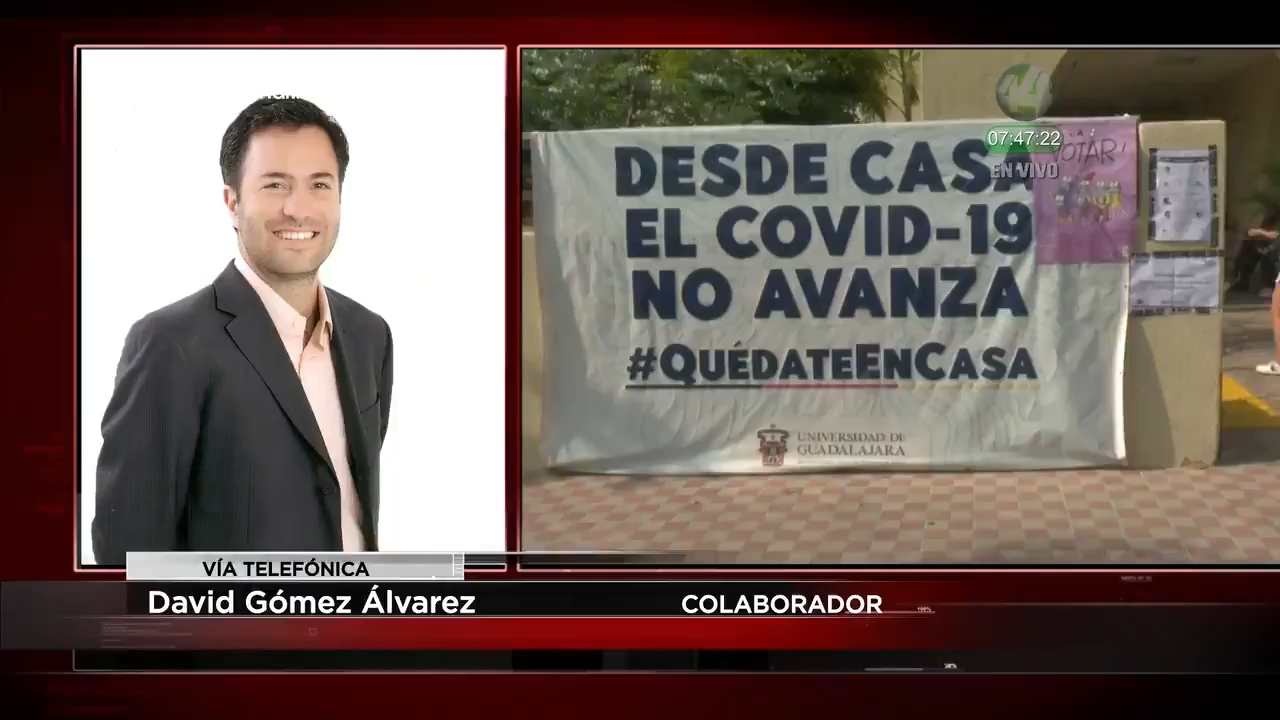 07:47:22
EN VIVO
DESDE CASA
EL COVID-19
NO AVANZA
#QUÉDATEENCASA
UNIVERSIDAD DE
GUADALAJARA
VOTAR!
VÍA TELEFÓNICA
David Gómez Álvarez
COLABORADOR